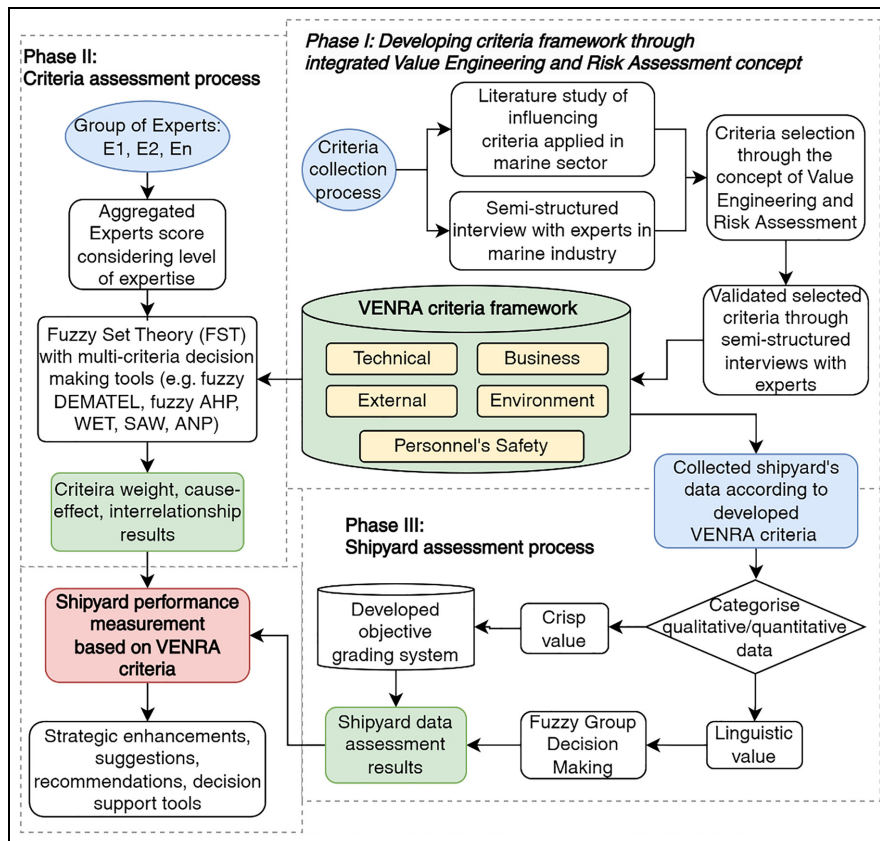 Phase II:
Criteria assessment process
Group of Experts:
E1, E2, En
Aggregated
Experts score
considering level
of expertise
Fuzzy Set Theory (FST)
with multi-criteria decision
making tools (e.g. fuzzy
DEMATEL, fuzzy AHP,
WET, SAW, ANP)
Criteira weight, cause-
effect, interrelationship
results
Shipyard performance
measurement
based on VENRA
criteria
Strategic enhancements,
suggestions,
recommendations, decision
support tools
Phase I: Developing criteria framework through
integrated Value Engineering and Risk Assessment concept
Criteria
collection
process
Literature study of
influencing
criteria applied in
marine sector
Semi-structured
interview with experts in
marine industry
Criteria selection
through the
concept of Value
Engineering and
Risk Assessment
Validated selected
criteria through
semi-structured
interviews with
experts
VENRA criteria framework
Technical
Business
External
Environment
Personnel's Safety
Collected shipyard's
data according to
developed
VENRA criteria
Phase III:
Shipyard assessment process
Categorise
qualitative/quantitative
data
Crisp
value
Developed
objective
grading system
Linguistic
value
Fuzzy Group
Decision
Making
Shipyard data
assessment
results